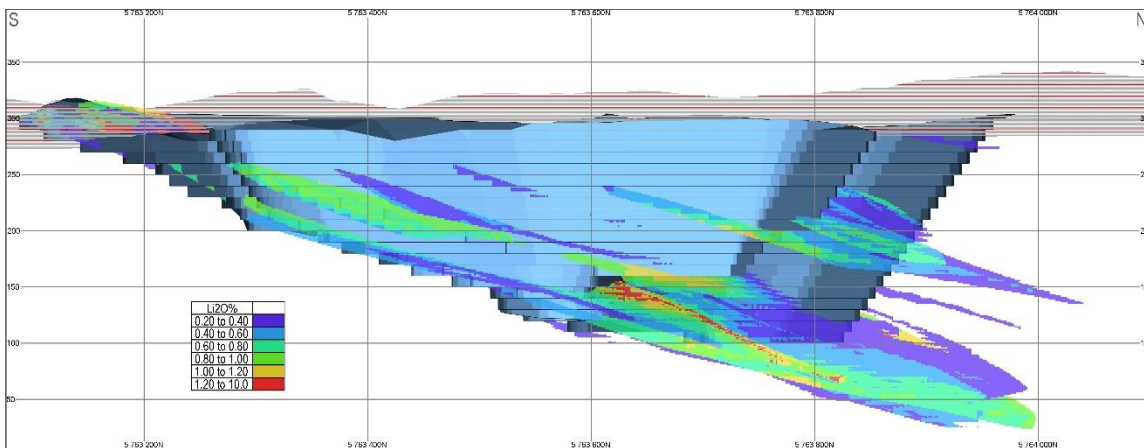 S 5 763 200N 5 763 400N 5 763 600N 5 763 800N 5 764 000N N
350
300
250
200
150
100
50
Li2O%
0.20 to 0.40
0.40 to 0.60
0.60 to 0.80
0.80 to 1.00
1.00 to 1.20
1.20 to 10.0
5 763 200N 5 763 400N 5 763 600N 5 763 800N 5 764 000N